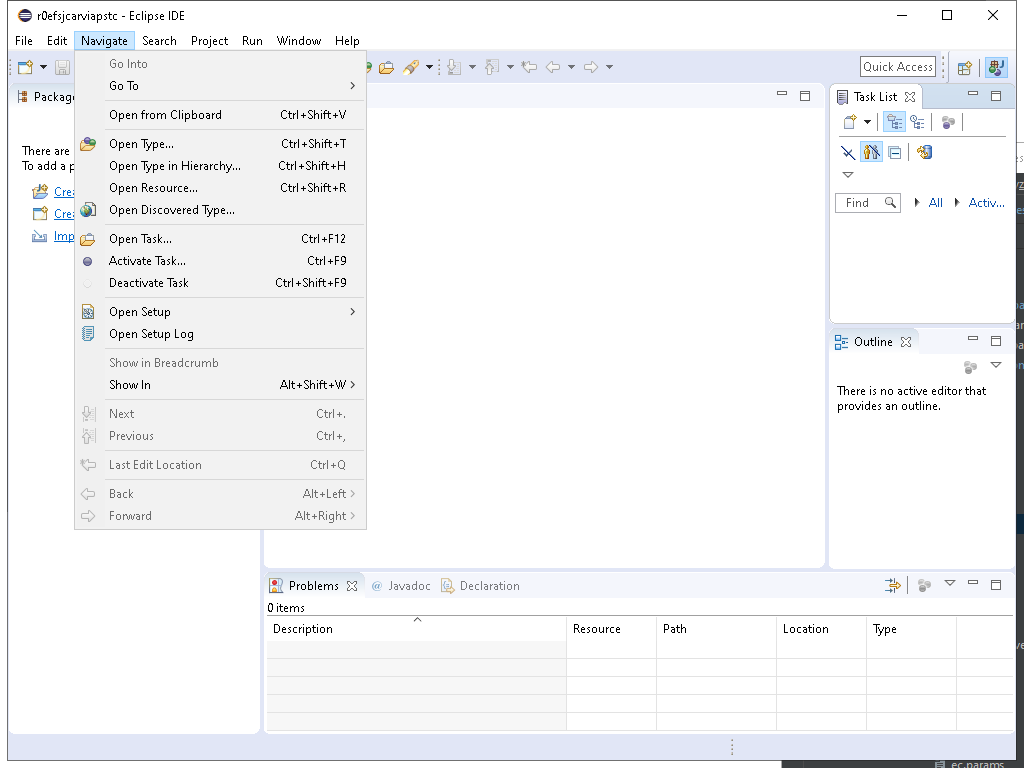 r0efsjcarviapstc - Eclipse IDE
File Edit Navigate Search Project Run Window Help
Quick Access
Go Into
Go To
Open from Clipboard Ctrl+Shift+V
Open Type... Ctrl+Shift+T
Open Type in Hierarchy... Ctrl+Shift+H
Open Resource... Ctrl+Shift+R
Open Discovered Type...
Open Task... Ctrl+F12
Activate Task... Ctrl+F9
Deactivate Task Ctrl+Shift+F9
Open Setup
Open Setup Log
Show in Breadcrumb
Show In Alt+Shift+W
Next Ctrl+.
Previous Ctrl+,
Last Edit Location Ctrl+Q
Back Alt+Left
Forward Alt+Right
Packag
There are
To add a p
Crea
Crea
Imp
Task List
Find All Activ...
Outline
There is no active editor that
provides an outline.
Problems @ Javadoc Declaration
0 items
Description Resource Path Location Type
ec.params